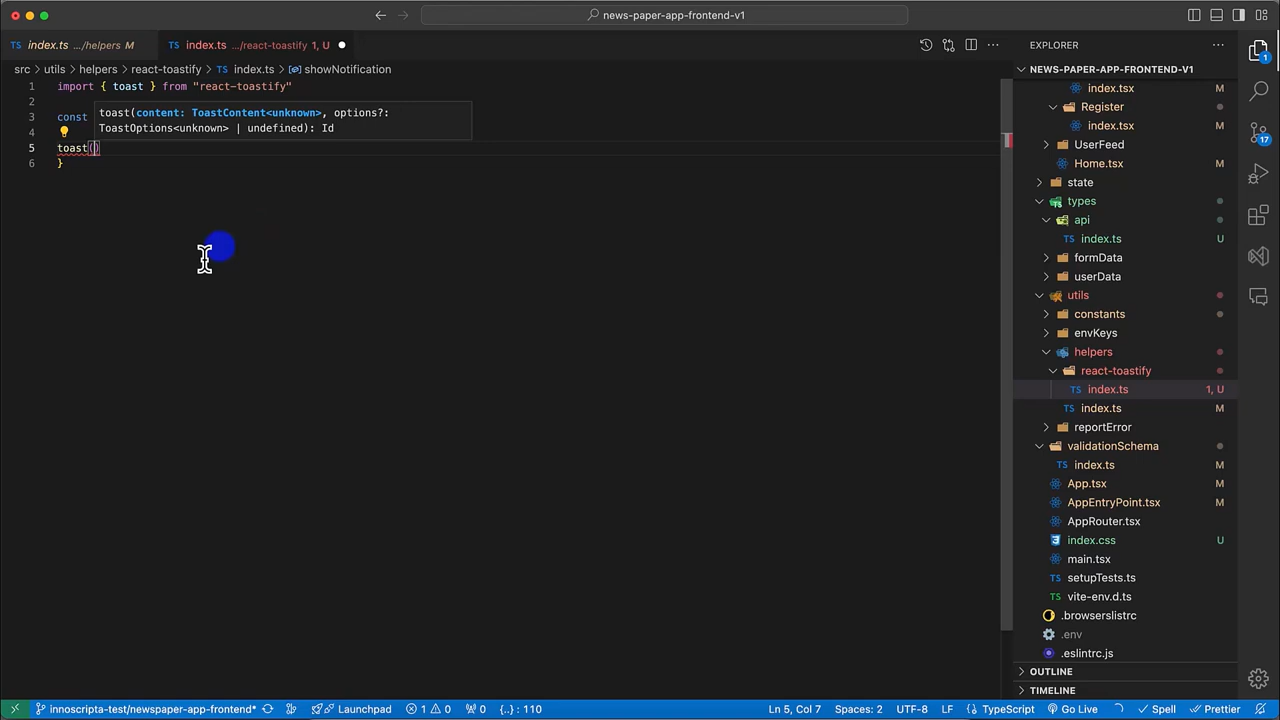 news-paper-app-frontend-v1
index.ts .../helpers M
index.ts .../react-toastify 1, U
EXPLORER
src > utils > helpers > react-toastify > index.ts > showNotification
NEWS-PAPER-APP-FRONTEND-V1
1 import { toast } from "react-toastify"
2
toast(content: ToastContent<unknown>, options?:
3 const
ToastOptions<unknown> | undefined): Id
4
5 toast()
6 }
index.tsx M
Register
index.tsx M
UserFeed
Home.tsx M
state
types
api
index.ts U
formData
userData
utils
constants
envKeys
helpers
react-toastify
index.ts 1, U
index.ts M
reportError
validationSchema
index.ts M
App.tsx M
AppEntryPoint.tsx M
AppRouter.tsx
index.css U
main.tsx
setupTests.ts
vite-env.d.ts
.browserslistrc
.env
.eslintrc.js
OUTLINE
TIMELINE
1
17
innoscripta-test/newspaper-app-frontend* Launchpad 1 0 0 {..} : 110 Ln 5, Col 7 Spaces: 2 UTF-8 LF TypeScript Go Live Spell Prettier